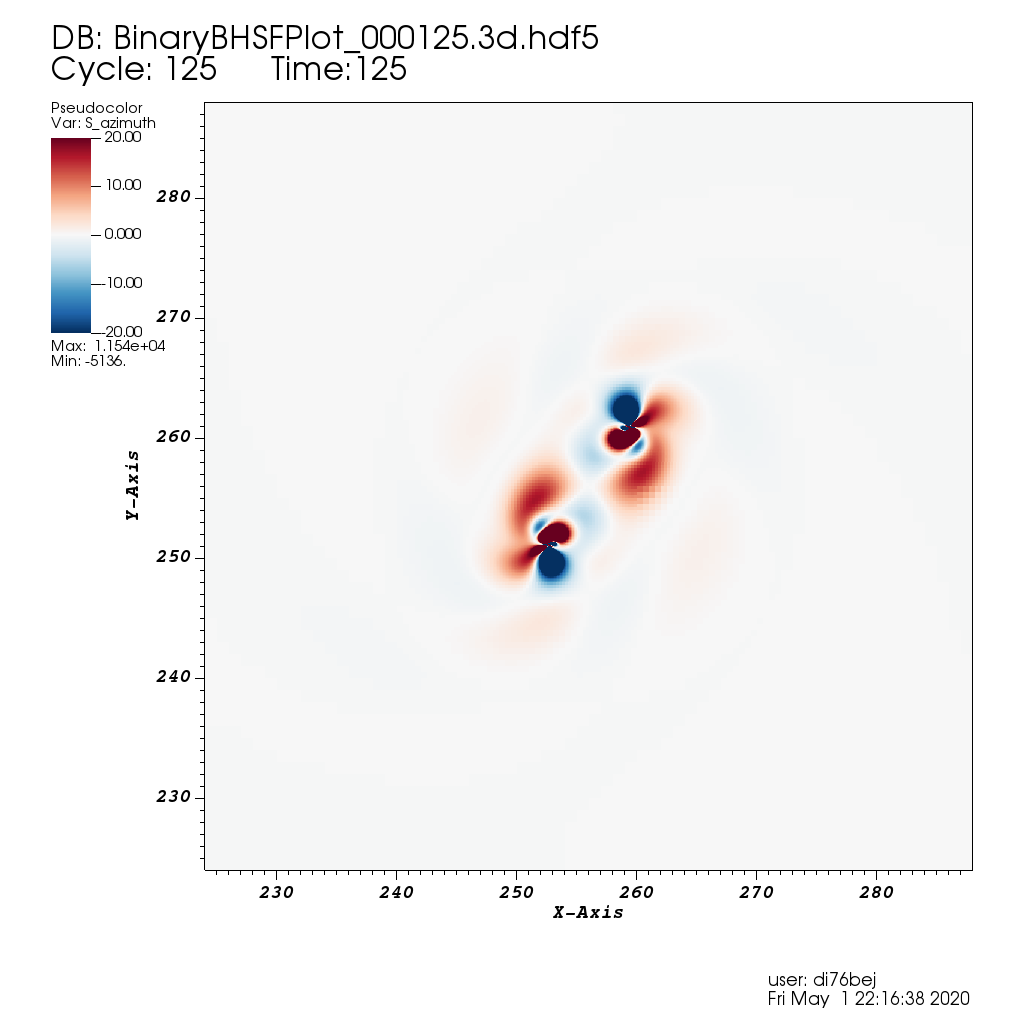 DB: BinaryBHSFPlot_000125.3d.hdf5
Cycle: 125 Time:125
Pseudocolor
Var: S_azimuth
20.00
10.00
0.000
-10.00
-20.00
Max: 1.154e+04
Min: -5136.
280
270
260
250
240
230
Y-Axis
230 240 250 260 270 280
X-Axis
user: di76bej
Fri May 1 22:16:38 2020